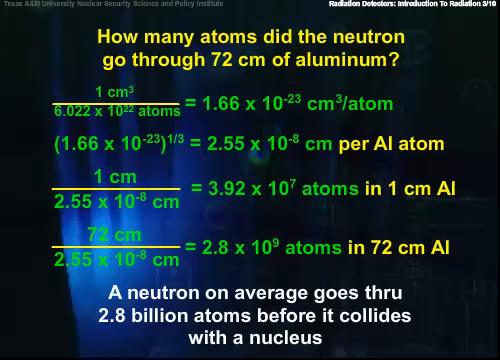 Texas A&M University Nuclear Security Science and Policy Institute
Radiation Detectors: Introduction To Radiation 3/10
How many atoms did the neutron
go through 72 cm of aluminum?
1 cm³
6.022 x 10²² atoms = 1.66 x 10⁻²³ cm³/atom
(1.66 x 10⁻²³)¹/³ = 2.55 x 10⁻⁸ cm per Al atom
1 cm
2.55 x 10⁻⁸ cm = 3.92 x 10⁷ atoms in 1 cm Al
72 cm
2.55 x 10⁻⁸ cm = 2.8 x 10⁹ atoms in 72 cm Al
A neutron on average goes thru
2.8 billion atoms before it collides
with a nucleus